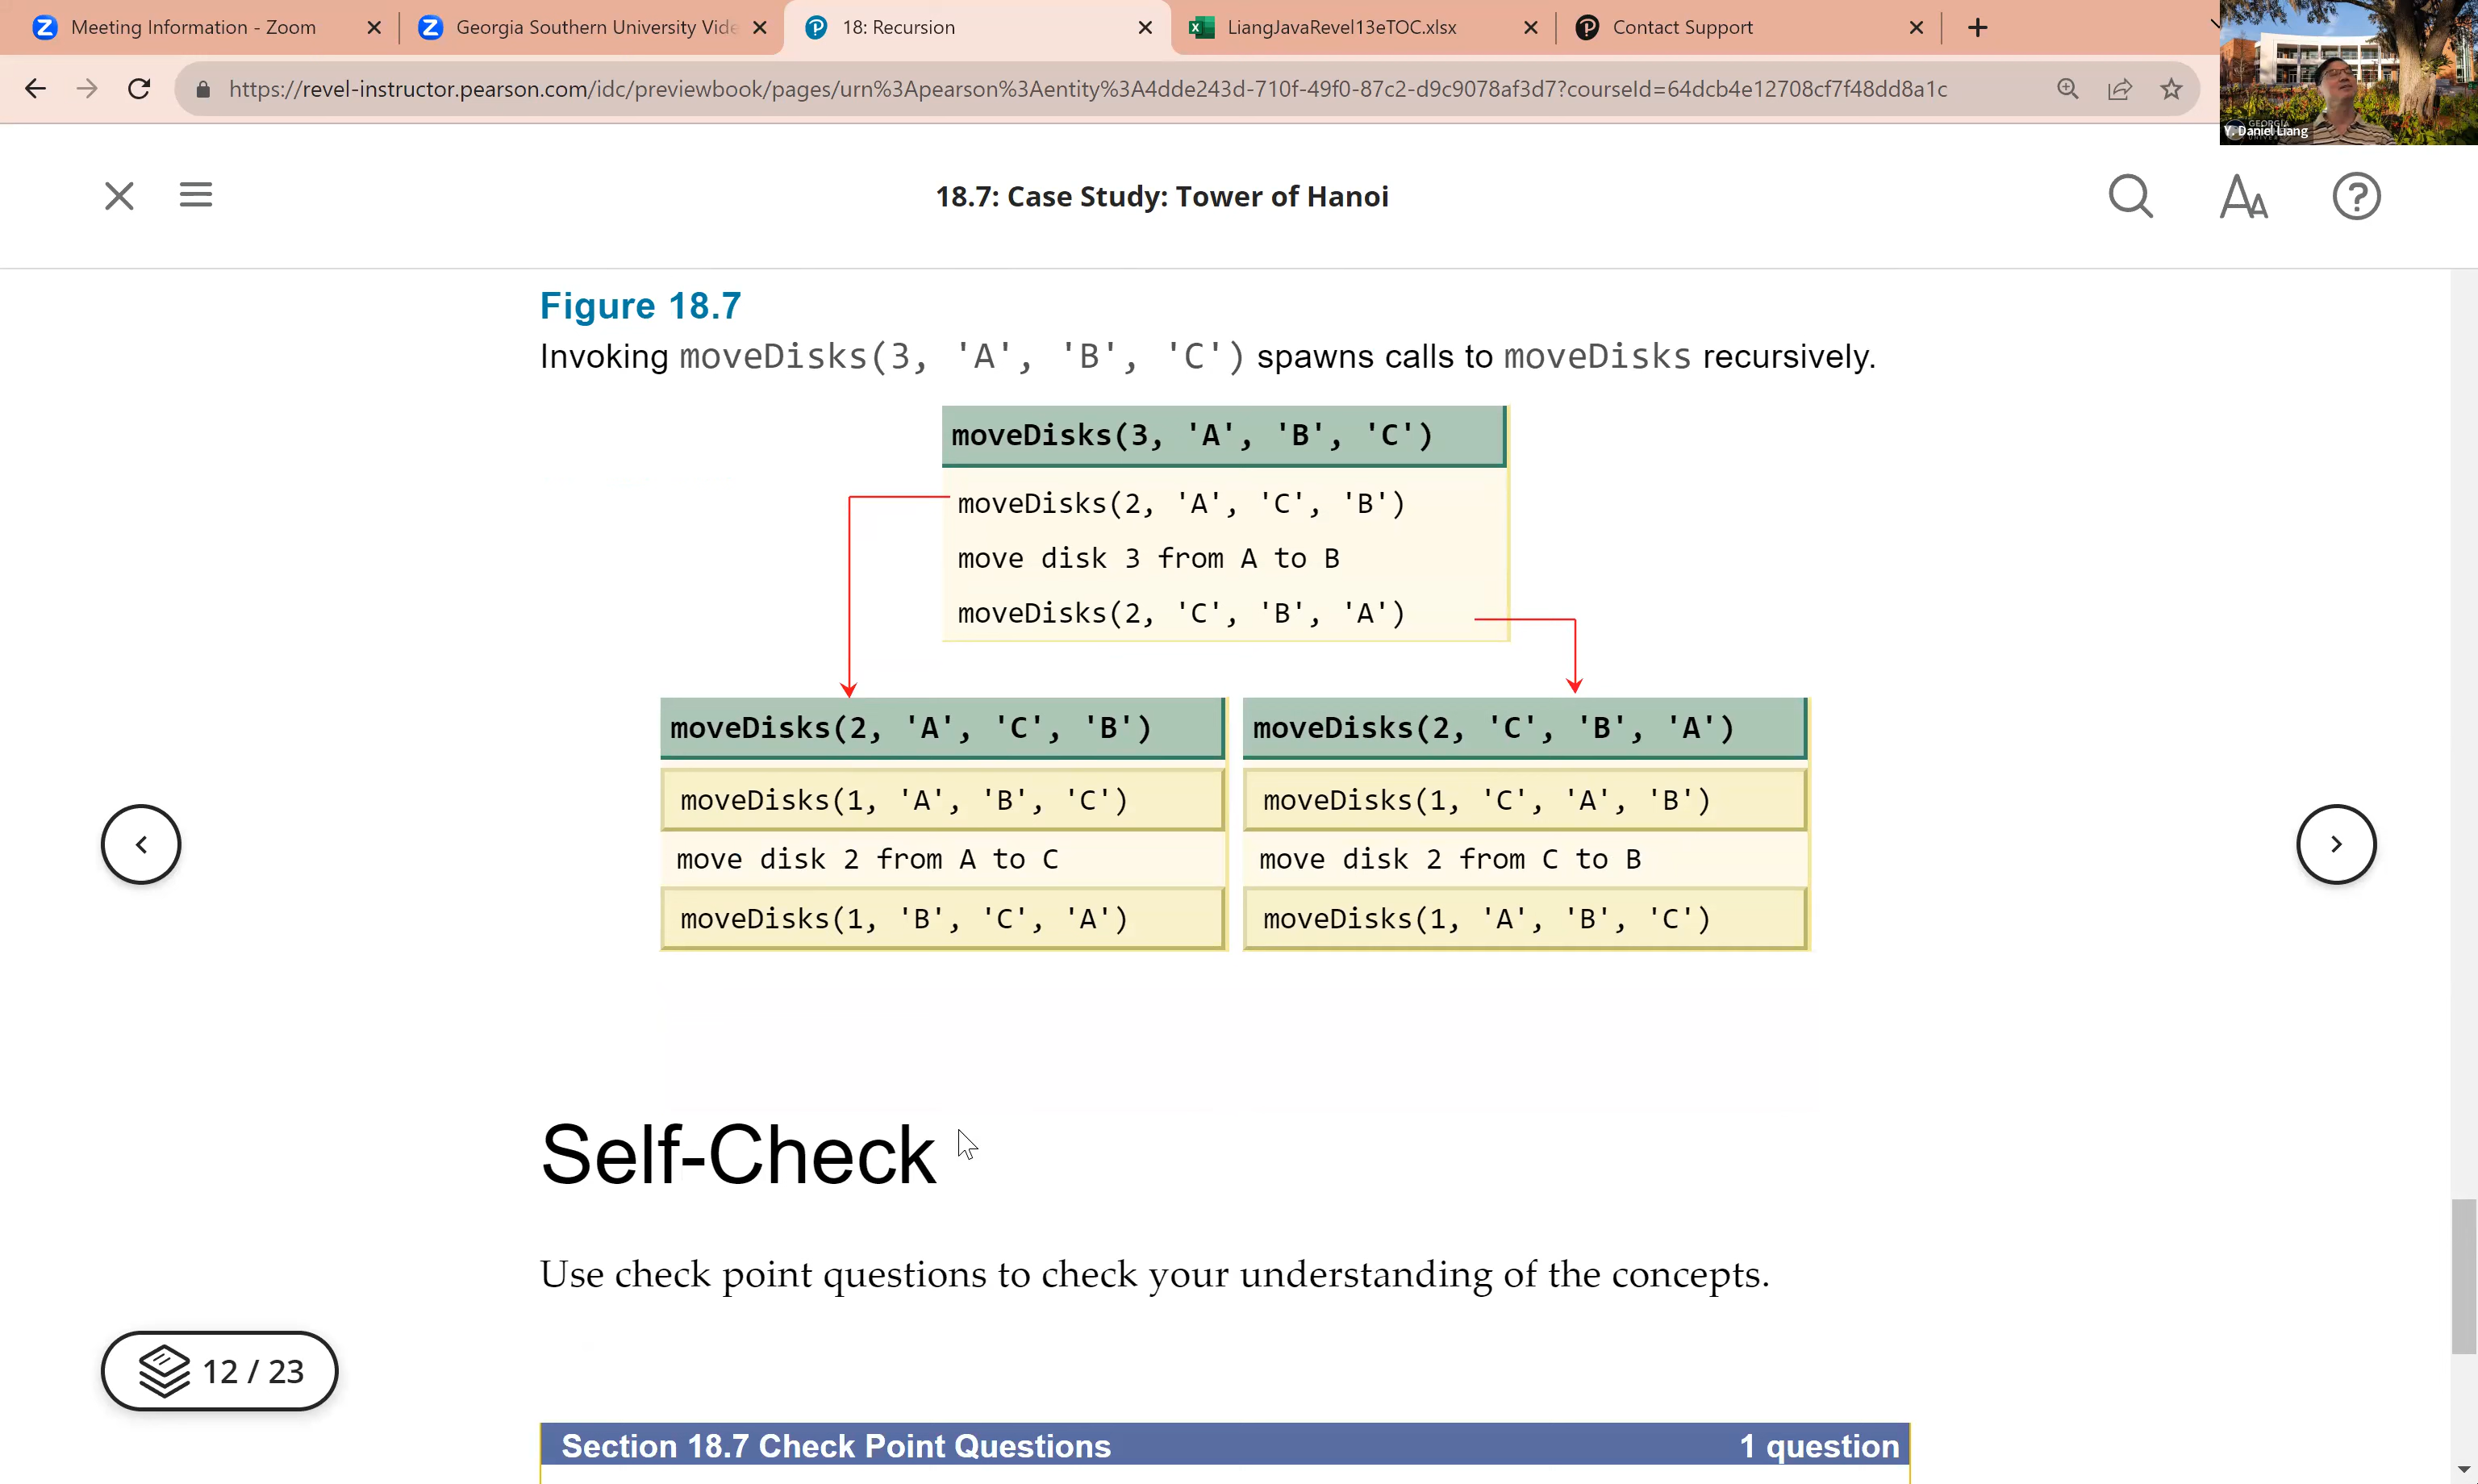 Meeting Information - Zoom
Georgia Southern University Vide
18: Recursion
LiangJavaRevel13eTOC.xlsx
Contact Support
https://revel-instructor.pearson.com/idc/previewbook/pages/urn%3Apearson%3Aentity%3A4dde243d-710f-49f0-87c2-d9c9078af3d7?courseId=64dcb4e12708cf7f48dd8a1c
GEORGIA
Y. Daniel Liang
18.7: Case Study: Tower of Hanoi
Figure 18.7
Invoking moveDisks(3, 'A', 'B', 'C') spawns calls to moveDisks recursively.
moveDisks(3, 'A', 'B', 'C')
moveDisks(2, 'A', 'C', 'B')
move disk 3 from A to B
moveDisks(2, 'C', 'B', 'A')
moveDisks(2, 'A', 'C', 'B')
moveDisks(1, 'A', 'B', 'C')
move disk 2 from A to C
moveDisks(1, 'B', 'C', 'A')
moveDisks(2, 'C', 'B', 'A')
moveDisks(1, 'C', 'A', 'B')
move disk 2 from C to B
moveDisks(1, 'A', 'B', 'C')
Self-Check
Use check point questions to check your understanding of the concepts.
12 / 23
Section 18.7 Check Point Questions
1 question